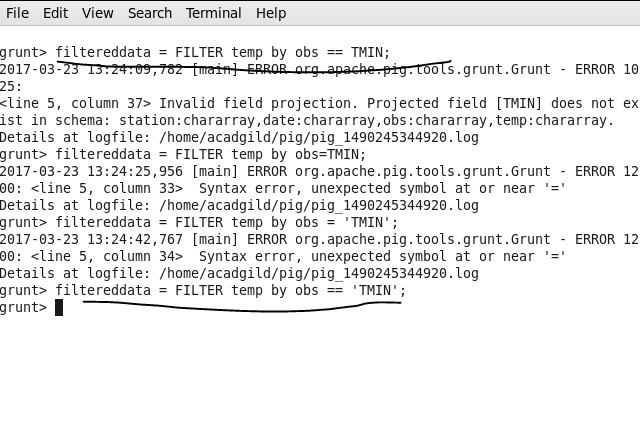 File Edit View Search Terminal Help
grunt> filtereddata = FILTER temp by obs == TMIN;
2017-03-23 13:24:09,782 [main] ERROR org.apache.pig.tools.grunt.Grunt - ERROR 10
25:
<line 5, column 37> Invalid field projection. Projected field [TMIN] does not ex
ist in schema: station:chararray,date:chararray,obs:chararray,temp:chararray.
Details at logfile: /home/acadgild/pig/pig_1490245344920.log
grunt> filtereddata = FILTER temp by obs=TMIN;
2017-03-23 13:24:25,956 [main] ERROR org.apache.pig.tools.grunt.Grunt - ERROR 12
00: <line 5, column 33>  Syntax error, unexpected symbol at or near '='
Details at logfile: /home/acadgild/pig/pig_1490245344920.log
grunt> filtereddata = FILTER temp by obs = 'TMIN';
2017-03-23 13:24:42,767 [main] ERROR org.apache.pig.tools.grunt.Grunt - ERROR 12
00: <line 5, column 34>  Syntax error, unexpected symbol at or near '='
Details at logfile: /home/acadgild/pig/pig_1490245344920.log
grunt> filtereddata = FILTER temp by obs == 'TMIN';
grunt>